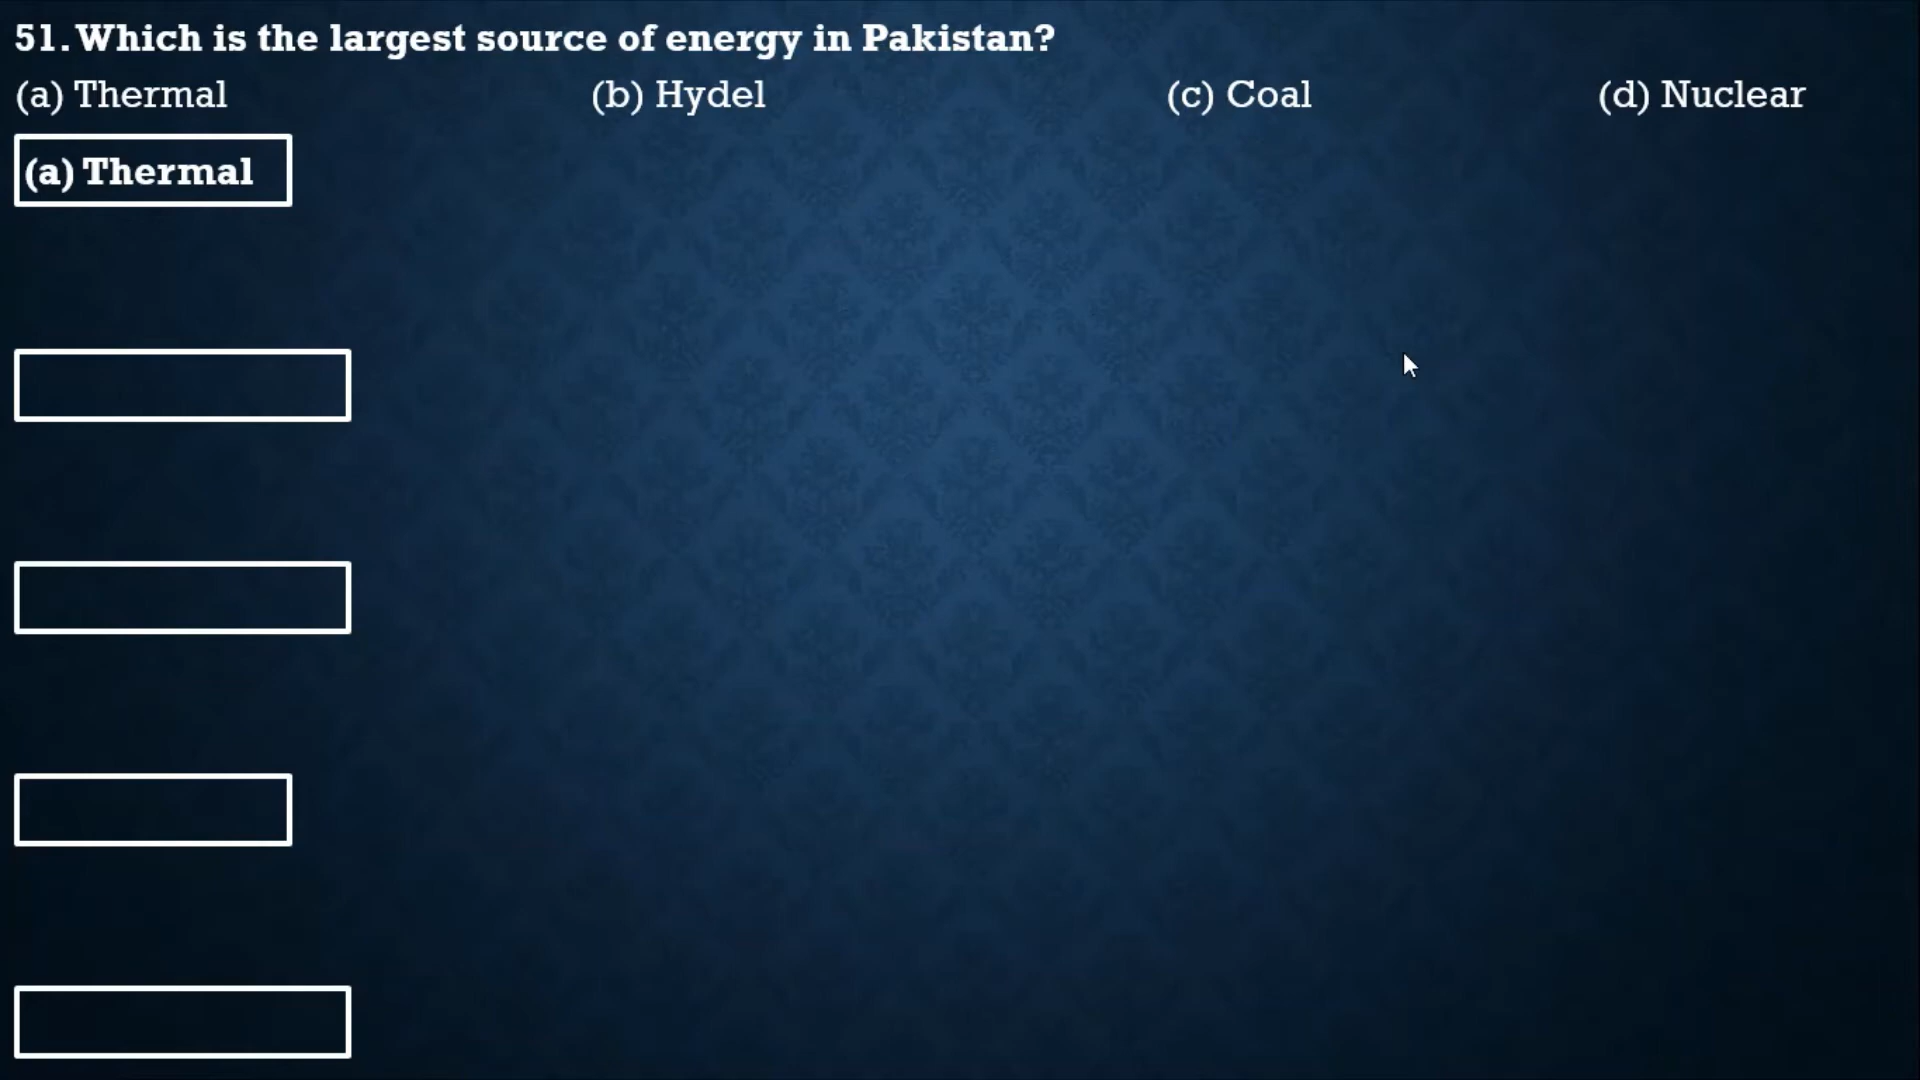 51. Which is the largest source of energy in Pakistan?
(a) Thermal (b) Hydel (c) Coal (d) Nuclear
(a) Thermal